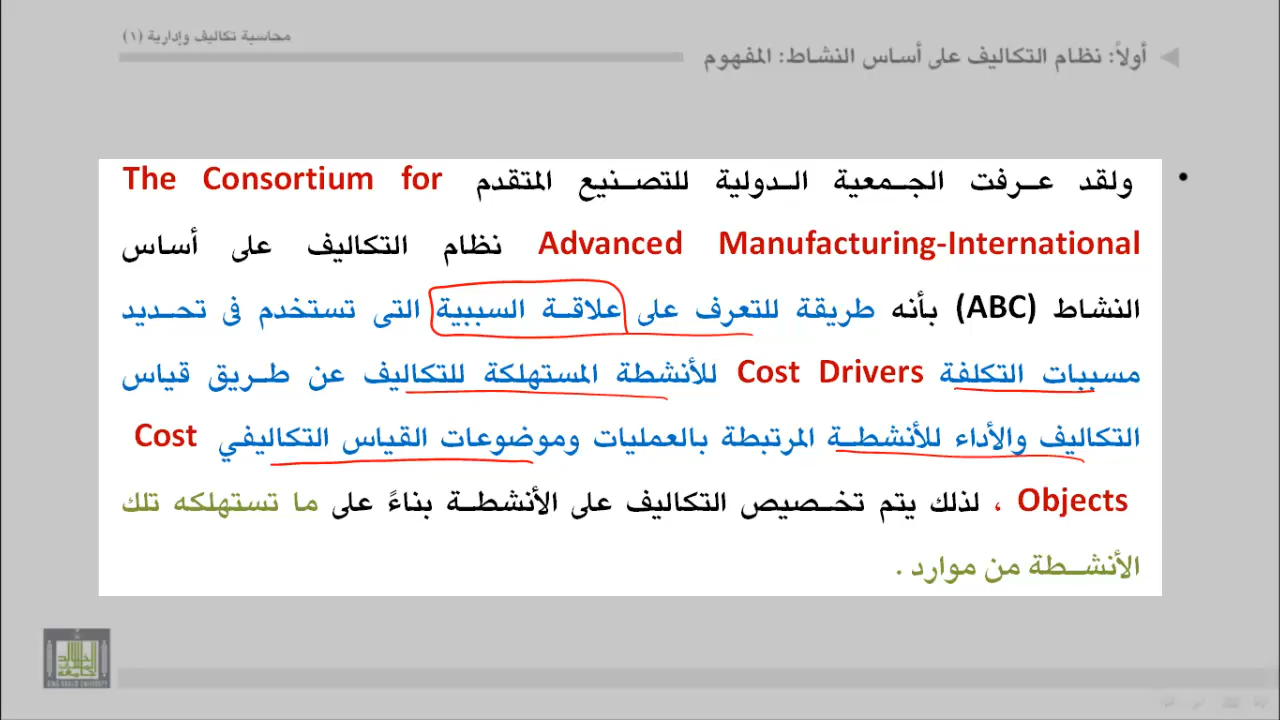 محاسبة تكاليف وإدارية (١)
أولاً: نظام التكاليف على أساس النشاط: المفهوم
• ولقد عرفت الجمعية الدولية للتصنيع المتقدم The Consortium for
Advanced Manufacturing-International نظام التكاليف على أساس
النشاط (ABC) بأنه طريقة للتعرف على علاقة السببية التى تستخدم فى تحديد
مسببات التكلفة Cost Drivers للأنشطة المستهلكة للتكاليف عن طريق قياس
التكاليف والأداء للأنشطة المرتبطة بالعمليات وموضوعات القياس التكاليفي Cost
Objects ، لذلك يتم تخصيص التكاليف على الأنشطة بناءً على ما تستهلكه تلك
الأنشطة من موارد .
KING KHALID UNIVERSITY